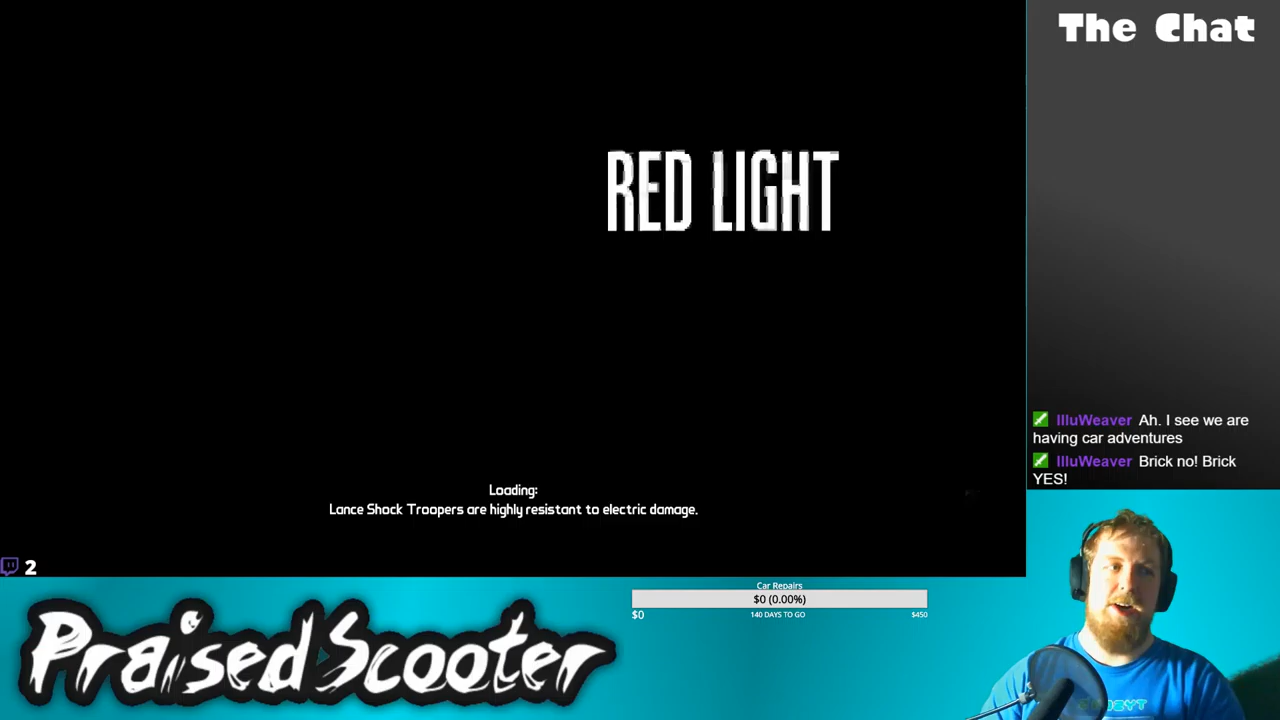 The Chat
RED LIGHT
IlluWeaver Ah. I see we are
having car adventures
IlluWeaver Brick no! Brick
YES!
Loading:
Lance Shock Troopers are highly resistant to electric damage.
2
Car Repairs
$0 (0.00%)
$0 140 DAYS TO GO $450
PraisedScooter